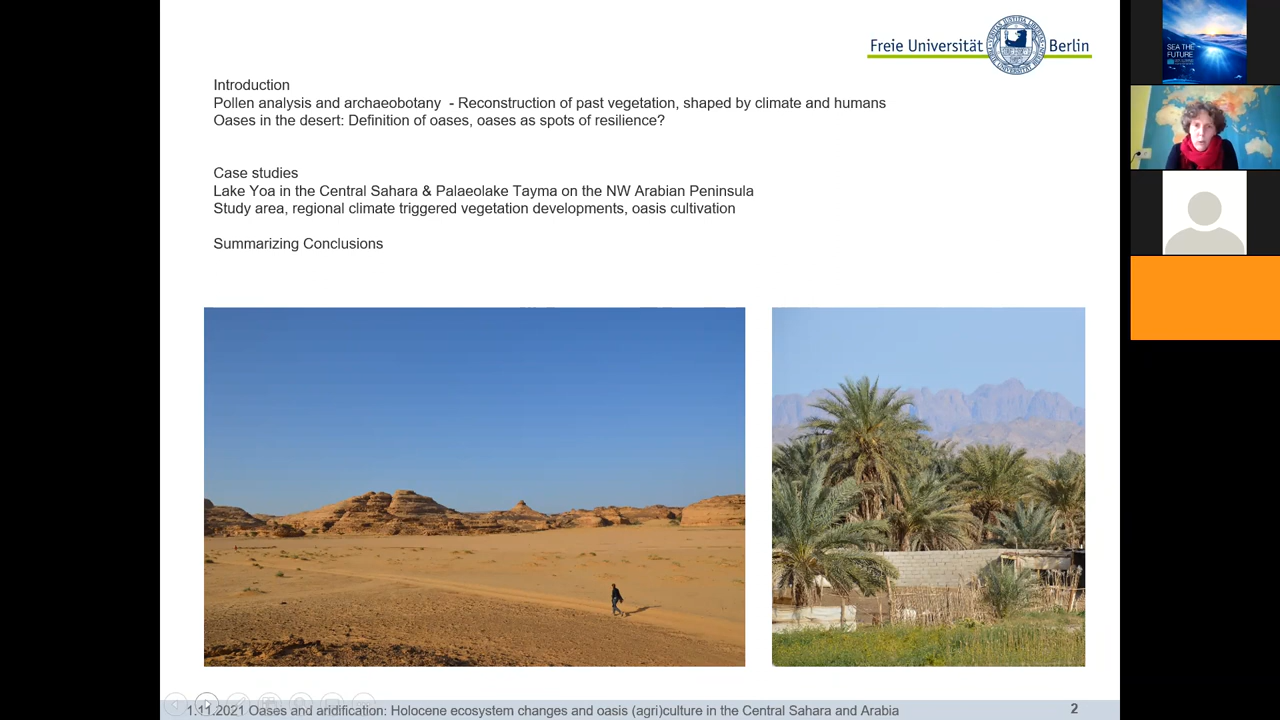 Freie Universität Berlin
Introduction
Pollen analysis and archaeobotany - Reconstruction of past vegetation, shaped by climate and humans
Oases in the desert: Definition of oases, oases as spots of resilience?
Case studies
Lake Yoa in the Central Sahara & Palaeolake Tayma on the NW Arabian Peninsula
Study area, regional climate triggered vegetation developments, oasis cultivation
Summarizing Conclusions
1.11.2021 Oases and aridification: Holocene ecosystem changes and oasis (agri)culture in the Central Sahara and Arabia
2
SEA THE
FUTURE